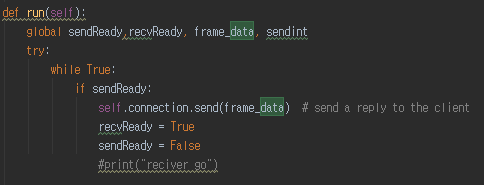 def run(self):
    global sendReady,recvReady, frame_data, sendint
    try:
        while True:
            if sendReady:
                self.connection.send(frame_data)  # send a reply to the client
                recvReady = True
                sendReady = False
                #print("reciver go")